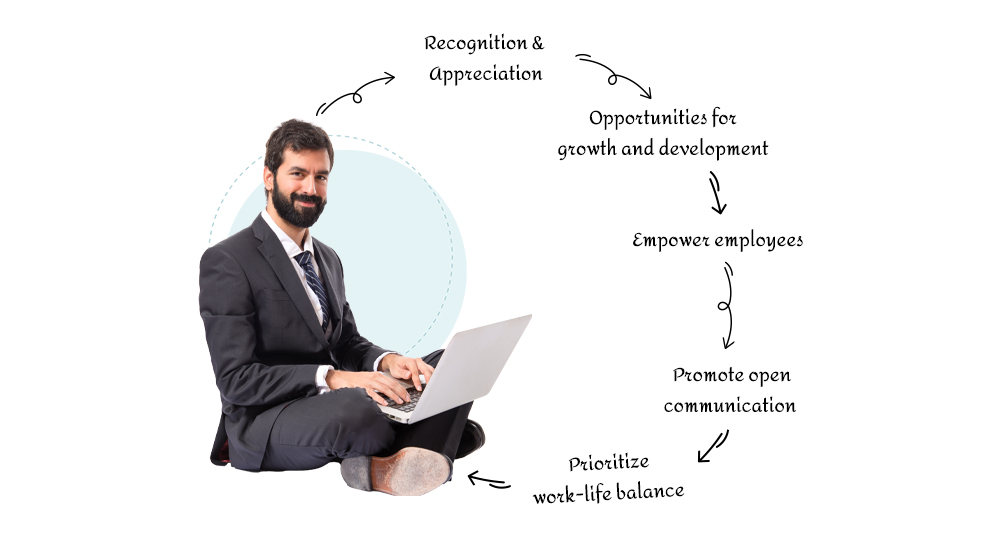 Recognition &
Appreciation
Opportunities for
growth and development
Empower employees
Promote open
communication
Prioritize
work-life balance